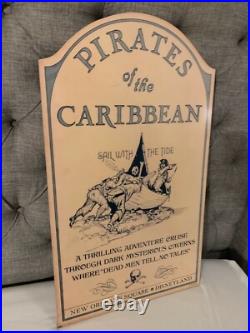 PIRATES
of the
CARIBBEAN
SAIL WITH THE TIDE
A THRILLING ADVENTURE CRUISE
THROUGH DARK MYSTERIOUS CAVERNS
WHERE "DEAD MEN TELL NO TALES"
NEW OR SQUARE • DISNEYLAND